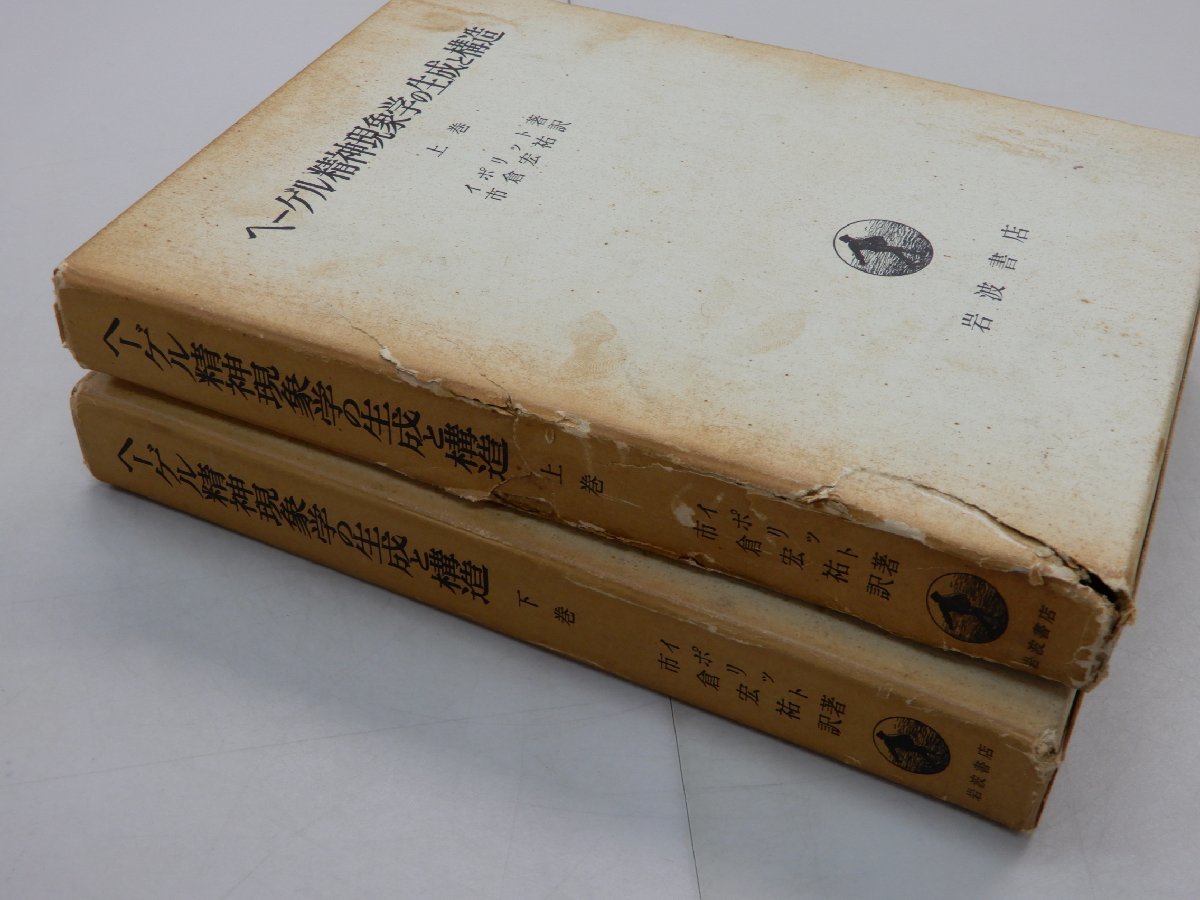 ヘーゲル精神現象学の生成と構造
上巻
イポリット著
市倉宏祐訳
岩波書店
ヘーゲル精神現象学の生成と構造
上巻
イポリット著
市倉宏祐訳
岩波書店
ヘーゲル精神現象学の生成と構造
下巻
イポリット著
市倉宏祐訳
岩波書店